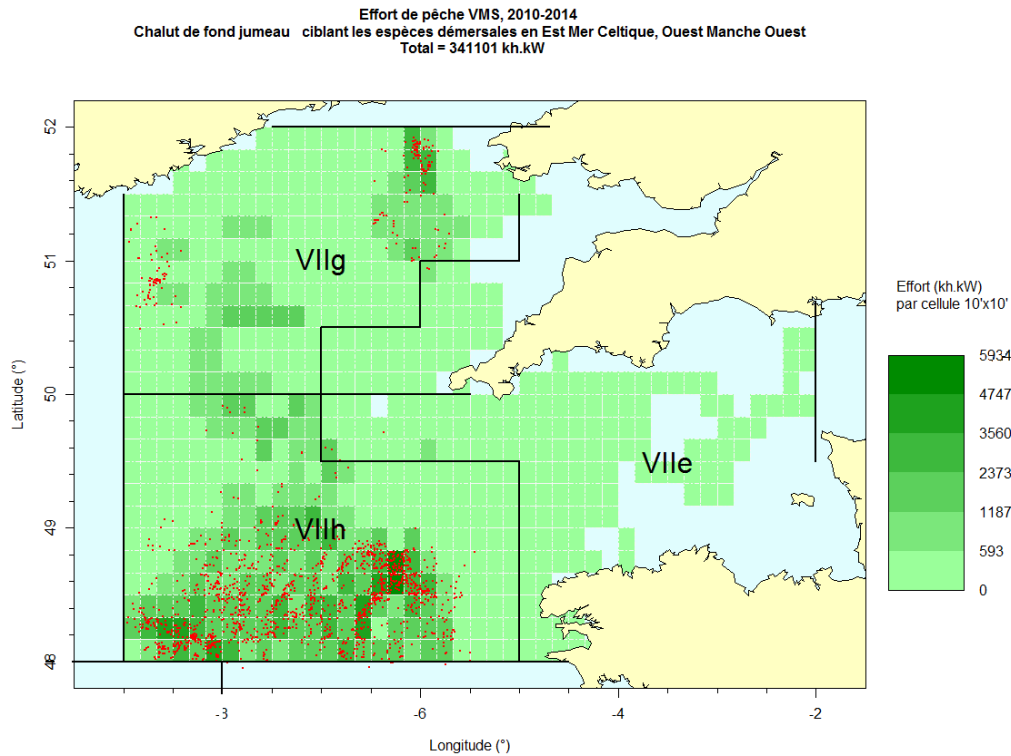 Effort de pêche VMS, 2010-2014
Chalut de fond jumeau ciblant les espèces démersales en Est Mer Celtique, Ouest Manche Ouest
Total = 341101 kh.kW
52
51
VIIg
Effort (kh.kW)
par cellule 10'x10'
5934
4747
3560
2373
1187
593
0
50
VIIe
49
VIIh
48
Latitude (°)
-3
-6
-4
-2
Longitude (°)